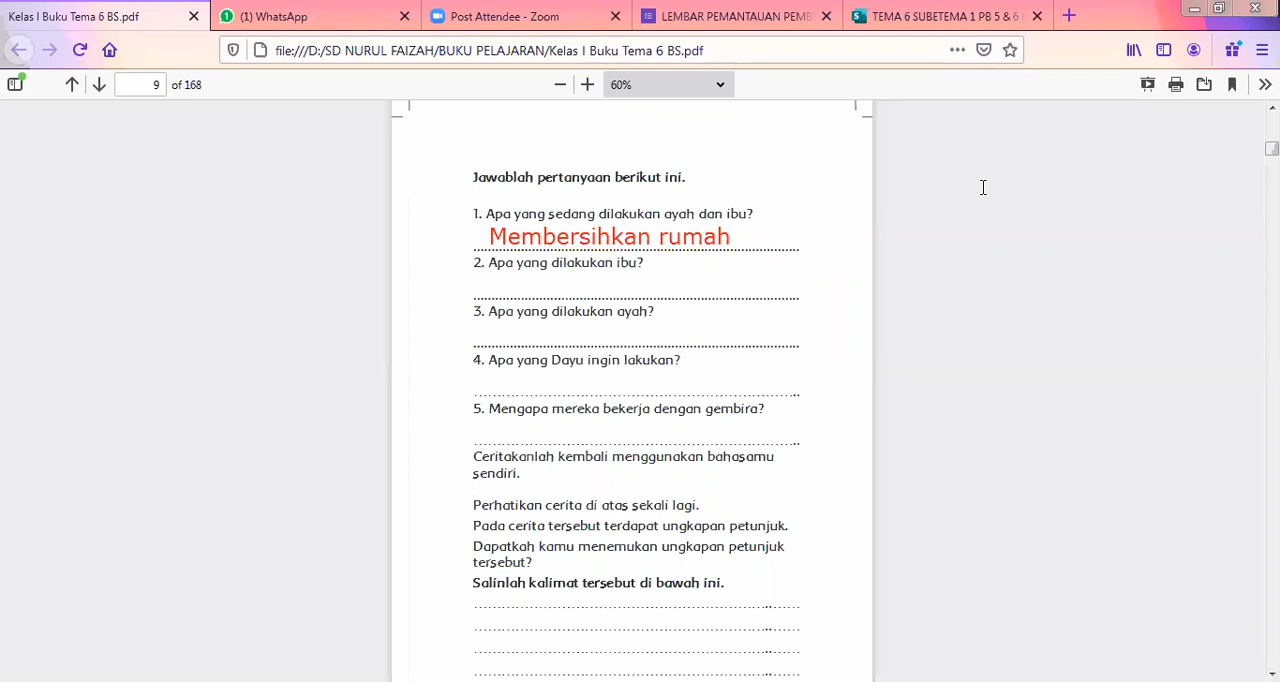 Kelas I Buku Tema 6 BS.pdf
(1) WhatsApp
Post Attendee - Zoom
LEMBAR PEMANTAUAN PEMB
TEMA 6 SUBETEMA 1 PB 5 & 6
file:///D:/SD NURUL FAIZAH/BUKU PELAJARAN/Kelas I Buku Tema 6 BS.pdf
9 of 168
60%
Jawablah pertanyaan berikut ini.
1. Apa yang sedang dilakukan ayah dan ibu?
Membersihkan rumah
2. Apa yang dilakukan ibu?
3. Apa yang dilakukan ayah?
4. Apa yang Dayu ingin lakukan?
5. Mengapa mereka bekerja dengan gembira?
Ceritakanlah kembali menggunakan bahasamu
sendiri.
Perhatikan cerita di atas sekali lagi.
Pada cerita tersebut terdapat ungkapan petunjuk.
Dapatkah kamu menemukan ungkapan petunjuk
tersebut?
Salinlah kalimat tersebut di bawah ini.